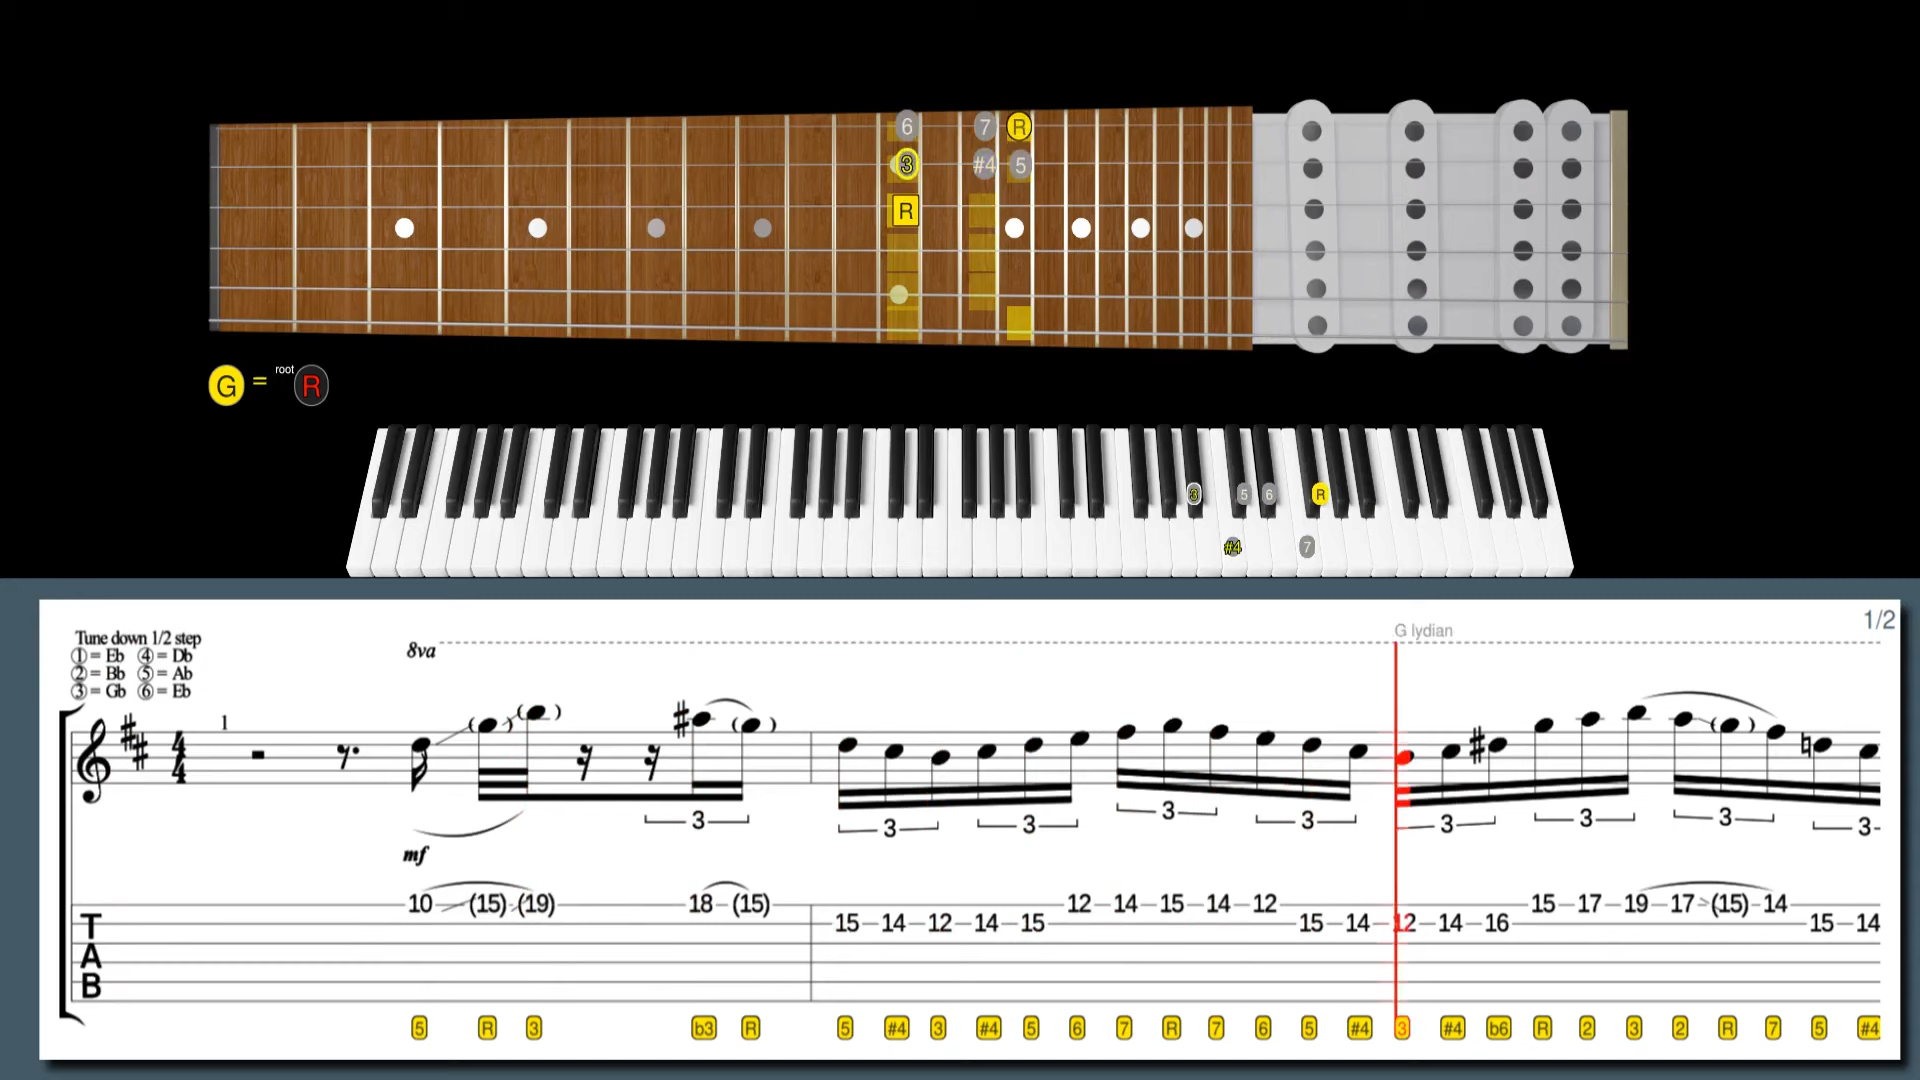 6 7 R
3 #4 5
R
G = root R
3 5 6 R
#4 7
1/2
G lydian
Tune down 1/2 step
① = Eb ④ = Db
② = Bb ⑤ = Ab
③ = Gb ⑥ = Eb
8va
1
4
4
3 3 3 3 3 3 3 3 3
mf
10 (15) (19) 18 (15) 12 14 15 14 12 15 17 19 17 (15) 14
15 14 12 14 15 15 14 12 14 16 15 14
T
A
B
5 R 3 b3 R 5 #4 3 #4 5 6 7 R 7 6 5 #4 3 #4 b6 R 2 3 2 R 7 5 #4